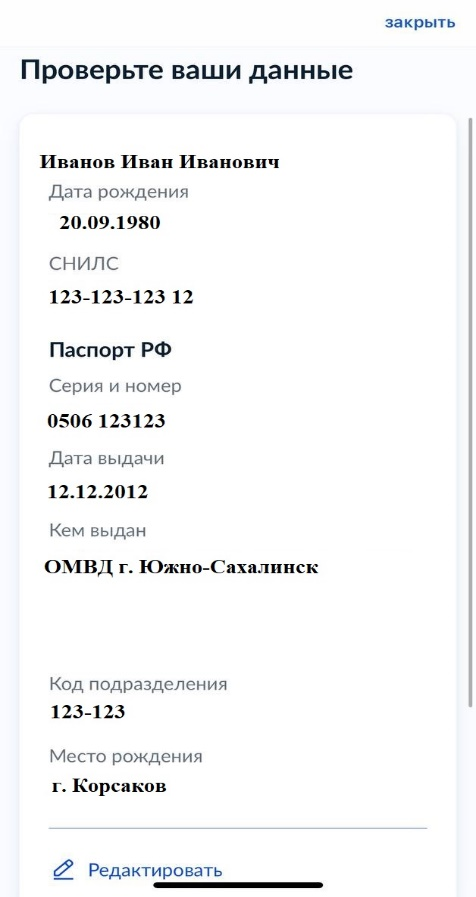 закрыть
Проверьте ваши данные
Иванов Иван Иванович
Дата рождения
20.09.1980
СНИЛС
123-123-123 12
Паспорт РФ
Серия и номер
0506 123123
Дата выдачи
12.12.2012
Кем выдан
ОМВД г. Южно-Сахалинск
Код подразделения
123-123
Место рождения
г. Корсаков
Редактировать